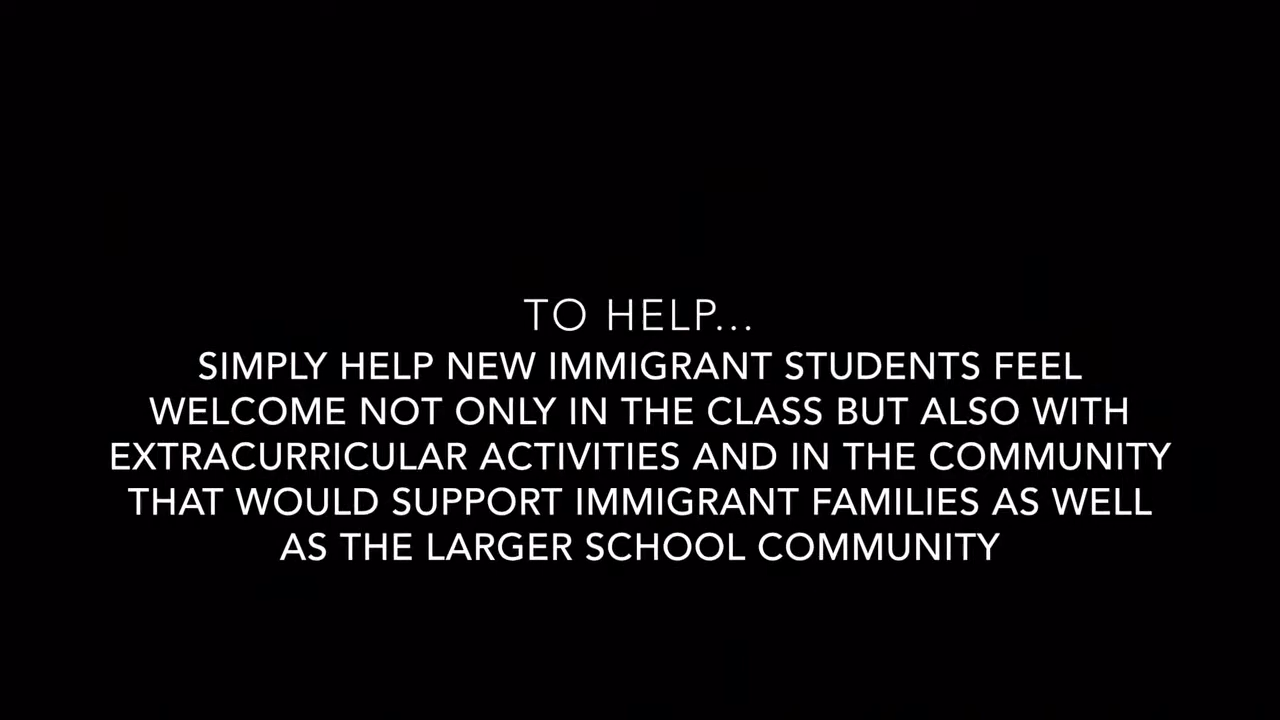 TO HELP...
SIMPLY HELP NEW IMMIGRANT STUDENTS FEEL
WELCOME NOT ONLY IN THE CLASS BUT ALSO WITH
EXTRACURRICULAR ACTIVITIES AND IN THE COMMUNITY
THAT WOULD SUPPORT IMMIGRANT FAMILIES AS WELL
AS THE LARGER SCHOOL COMMUNITY